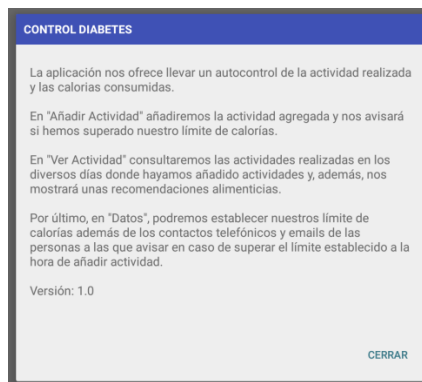 CONTROL DIABETES
La aplicación nos ofrece llevar un autocontrol de la actividad realizada
y las calorias consumidas.
En "Añadir Actividad" añadiremos la actividad agregada y nos avisará
si hemos superado nuestro límite de calorías.
En "Ver Actividad" consultaremos las actividades realizadas en los
diversos días donde hayamos añadido actividades y, además, nos
mostrará unas recomendaciones alimenticias.
Por último, en "Datos", podremos establecer nuestros límite de
calorías además de los contactos telefónicos y emails de las
personas a las que avisar en caso de superar el límite establecido a la
hora de añadir actividad.
Versión: 1.0
CERRAR